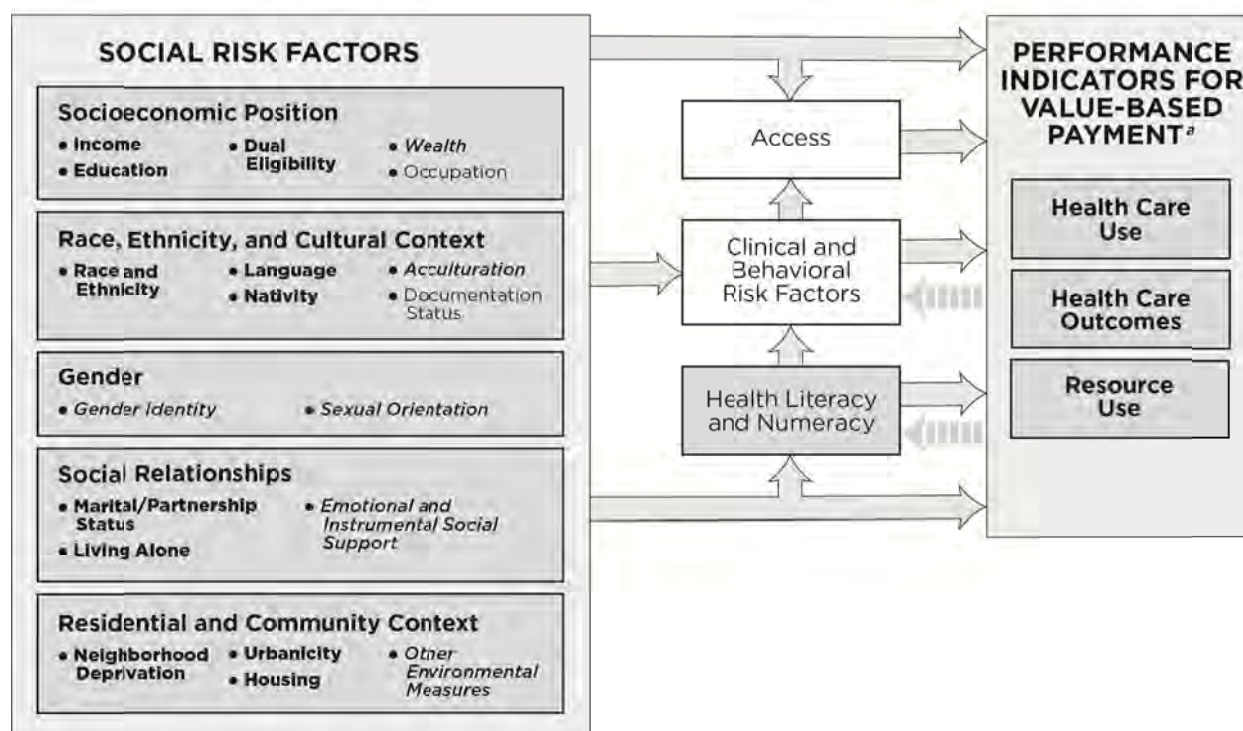 SOCIAL RISK FACTORS
Socioeconomic Position
• Income
• Education
• Dual
Eligibility
• Wealth
• Occupation
Race, Ethnicity, and Cultural Context
• Race and
Ethnicity
• Language
• Nativity
• Acculturation
• Documentation
Status
Gender
• Gender Identity
• Sexual Orientation
Social Relationships
• Marital/Partnership
Status
• Living Alone
• Emotional and
Instrumental Social
Support
Residential and Community Context
• Neighborhood
Deprivation
• Urbanicity
• Housing
• Other
Environmental
Measures
Access
Clinical and
Behavioral
Risk Factors
Health Literacy
and Numeracy
PERFORMANCE
INDICATORS FOR
VALUE-BASED
PAYMENTᵃ
Health Care
Use
Health Care
Outcomes
Resource
Use